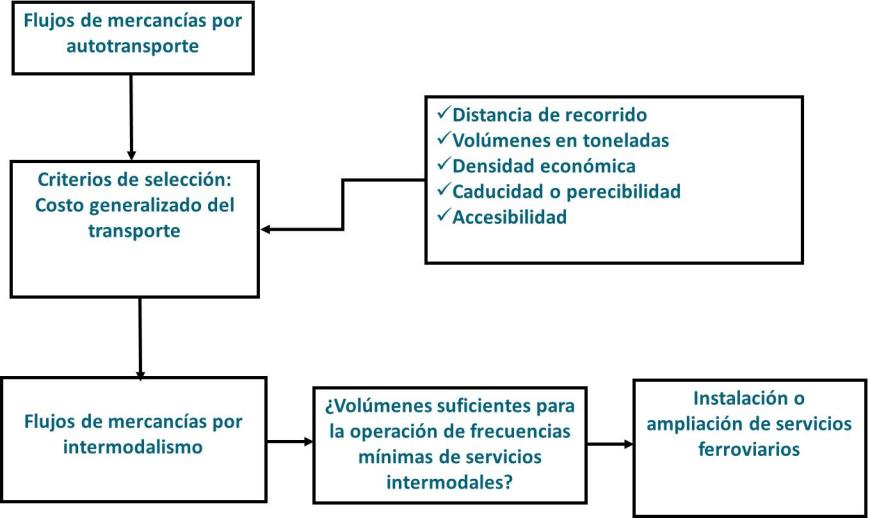 Flujos de mercancías por
autotransporte
✓Distancia de recorrido
✓Volúmenes en toneladas
✓Densidad económica
✓Caducidad o perecibilidad
✓Accesibilidad
Criterios de selección:
Costo generalizado del
transporte
Flujos de mercancías por
intermodalismo
¿Volúmenes suficientes para
la operación de frecuencias
mínimas de servicios
intermodales?
Instalación o
ampliación de servicios
ferroviarios